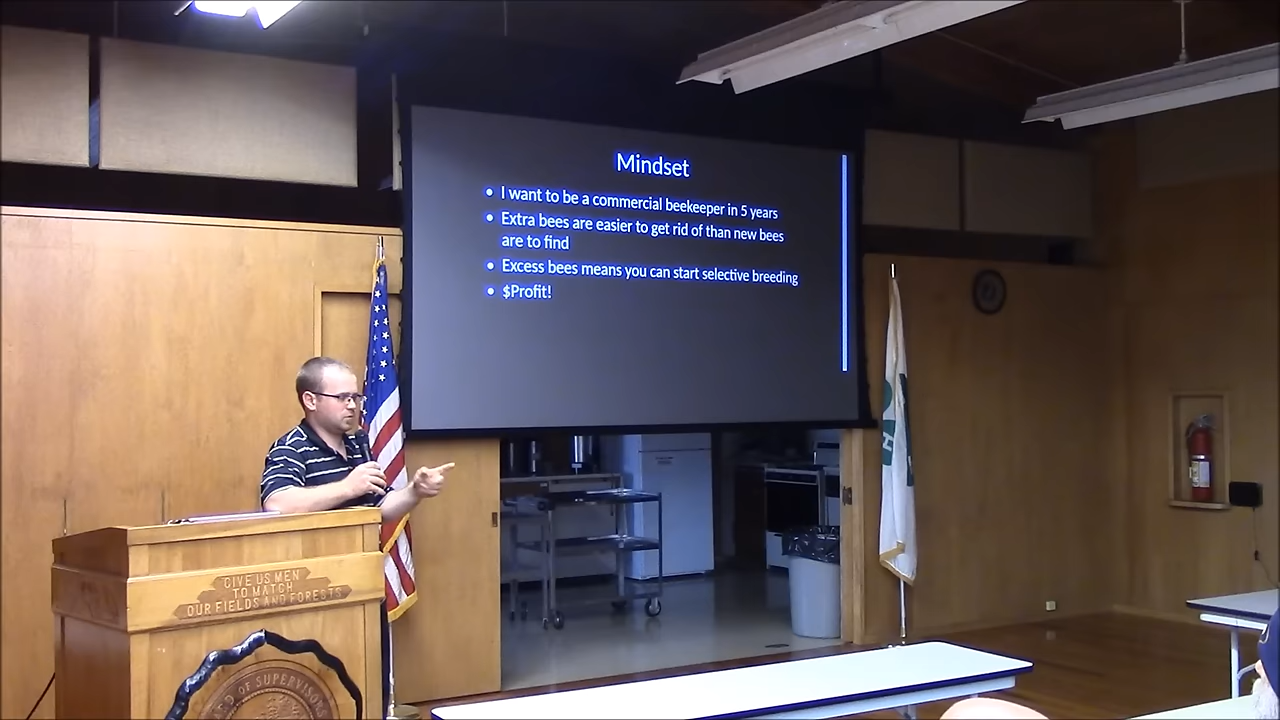 Mindset
• I want to be a commercial beekeeper in 5 years
• Extra bees are easier to get rid of than new bees
are to find
• Excess bees means you can start selective breeding
• $Profit!
GIVE US MEN
TO MATCH
OUR FIELDS AND FORESTS
OF SUPERVISORS